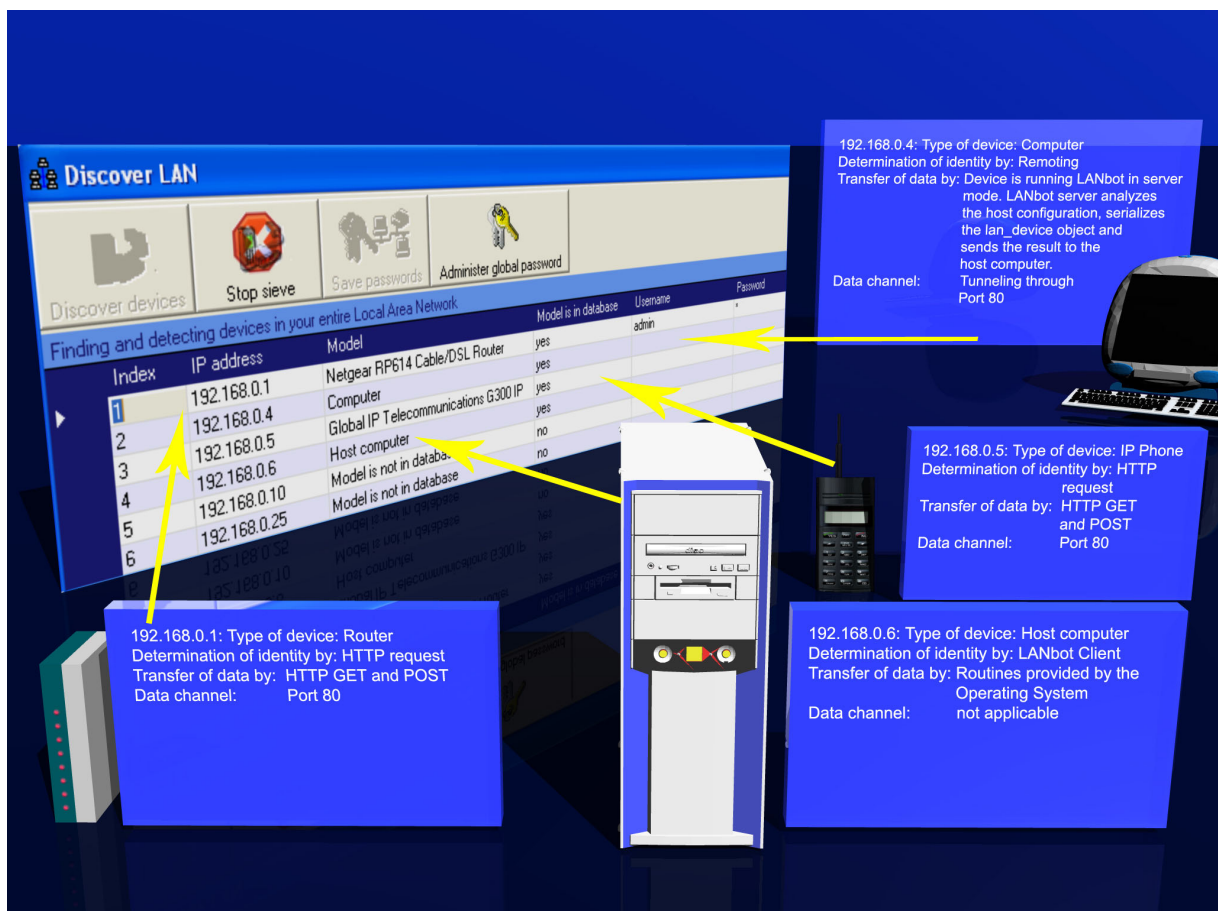 Discover LAN
Discover devices
Stop sieve
Save passwords
Administer global password
Finding and detecting devices in your entire Local Area Network
Index IP address Model Model is in database Username Password
1 192.168.0.1 Netgear RP614 Cable/DSL Router yes admin *
2 192.168.0.4 Computer yes
3 192.168.0.5 Global IP Telecommunications G300 IP yes
4 192.168.0.6 Host computer yes
5 192.168.0.10 Model is not in database no
6 192.168.0.25 Model is not in database no
192.168.0.4: Type of device: Computer
Determination of identity by: Remoting
Transfer of data by: Device is running LANbot in server
mode. LANbot server analyzes
the host configuration, serializes
the lan_device object and
sends the result to the
host computer.
Data channel: Tunneling through
Port 80
192.168.0.5: Type of device: IP Phone
Determination of identity by: HTTP
request
Transfer of data by: HTTP GET
and POST
Data channel: Port 80
192.168.0.1: Type of device: Router
Determination of identity by: HTTP request
Transfer of data by: HTTP GET and POST
Data channel: Port 80
192.168.0.6: Type of device: Host computer
Determination of identity by: LANbot Client
Transfer of data by: Routines provided by the
Operating System
Data channel: not applicable